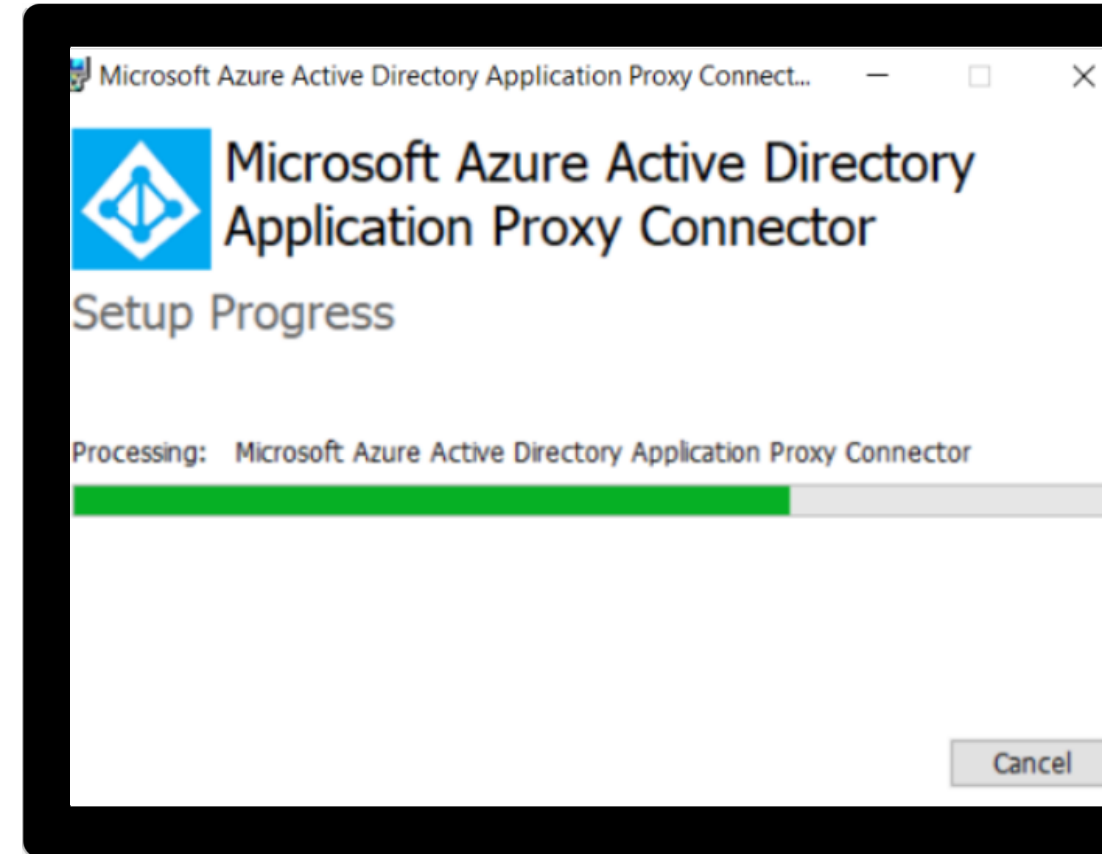 Microsoft Azure Active Directory Application Proxy Connect...
Microsoft Azure Active Directory
Application Proxy Connector
Setup Progress
Processing: Microsoft Azure Active Directory Application Proxy Connector
Cancel